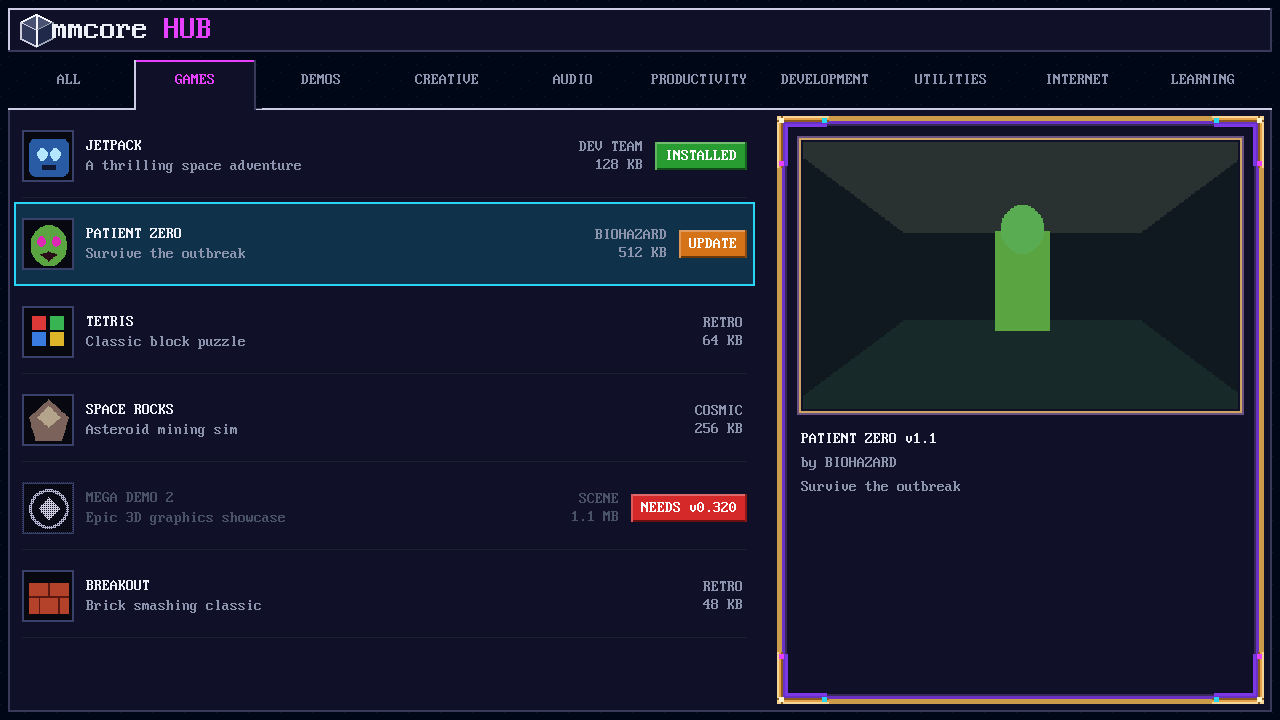 mmcore HUB
ALL GAMES DEMOS CREATIVE AUDIO PRODUCTIVITY DEVELOPMENT UTILITIES INTERNET LEARNING
JETPACK
A thrilling space adventure
DEV TEAM
128 KB
INSTALLED
PATIENT ZERO
Survive the outbreak
BIOHAZARD
512 KB
UPDATE
TETRIS
Classic block puzzle
RETRO
64 KB
SPACE ROCKS
Asteroid mining sim
COSMIC
256 KB
MEGA DEMO 2
Epic 3D graphics showcase
SCENE
1.1 MB
NEEDS v0.320
BREAKOUT
Brick smashing classic
RETRO
48 KB
PATIENT ZERO v1.1
by BIOHAZARD
Survive the outbreak